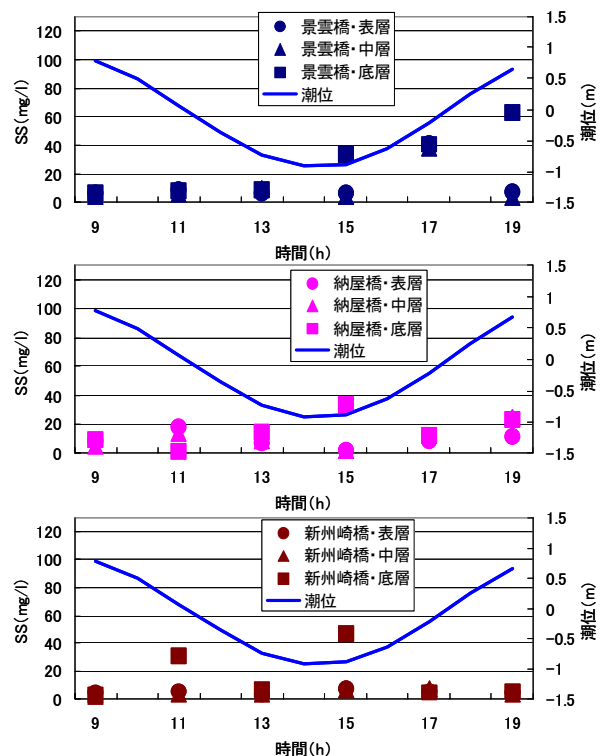 120
100
80
60
40
20
0
SS(mg/l)
景雲橋・表層
景雲橋・中層
景雲橋・底層
潮位
1.5
1
0.5
0
-0.5
-1
-1.5
潮位(m)
9 11 13 15 17 19
時間(h)
120
100
80
60
40
20
0
SS(mg/l)
納屋橋・表層
納屋橋・中層
納屋橋・底層
潮位
1.5
1
0.5
0
-0.5
-1
-1.5
潮位(m)
9 11 13 15 17 19
時間(h)
120
100
80
60
40
20
0
SS(mg/l)
新州崎橋・表層
新州崎橋・中層
新州崎橋・底層
潮位
1.5
1
0.5
0
-0.5
-1
-1.5
潮位(m)
9 11 13 15 17 19
時間(h)